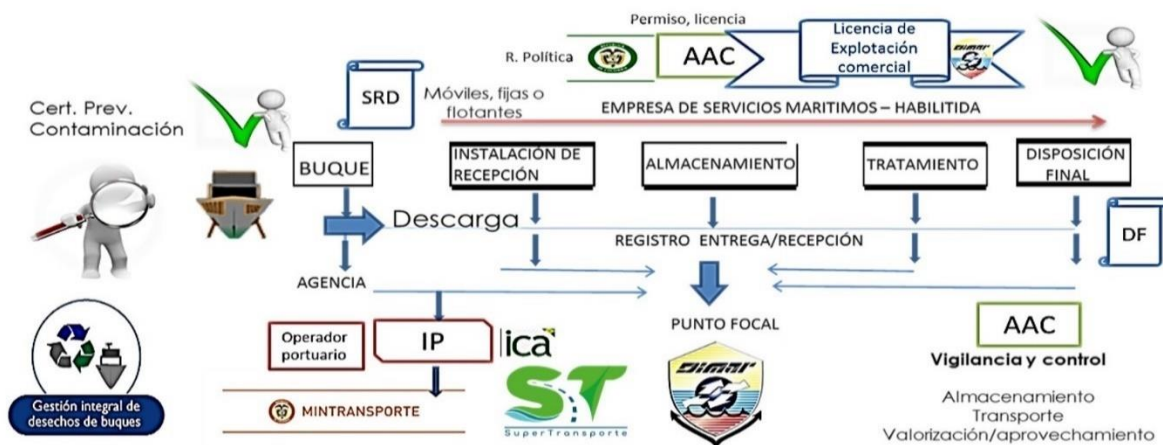 Permiso, licencia
R. Política
AAC
Licencia de
Explotación
comercial
Dimar
SRD
Móviles, fijas o
flotantes
EMPRESA DE SERVICIOS MARITIMOS – HABILITIDA
Cert. Prev.
Contaminación
BUQUE
INSTALACIÓN DE
RECEPCIÓN
ALMACENAMIENTO
TRATAMIENTO
DISPOSICIÓN
FINAL
Descarga
REGISTRO ENTREGA/RECEPCIÓN
DF
AGENCIA
Operador
portuario
IP
ica
PUNTO FOCAL
AAC
Vigilancia y control
Dimar
ST
SuperTransporte
MINTRANSPORTE
Almacenamiento
Transporte
Valorización/aprovechamiento
Gestión integral de
desechos de buques